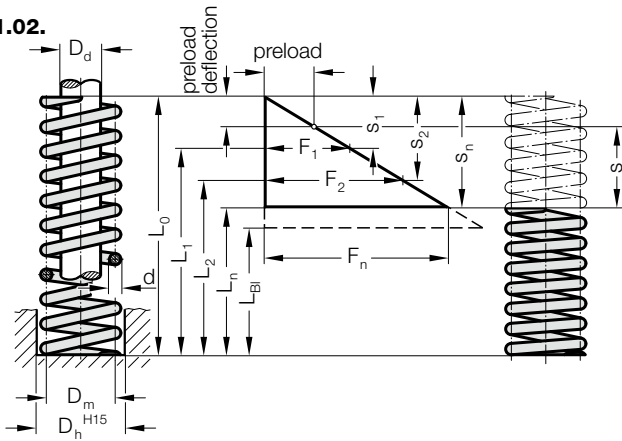 1.02.
D_d
preload
deflection
preload
s_1
s_2
s_n
s
F_1
F_2
F_n
L_0
L_1
L_2
L_n
L_Bl
d
D_m
D_h^H15